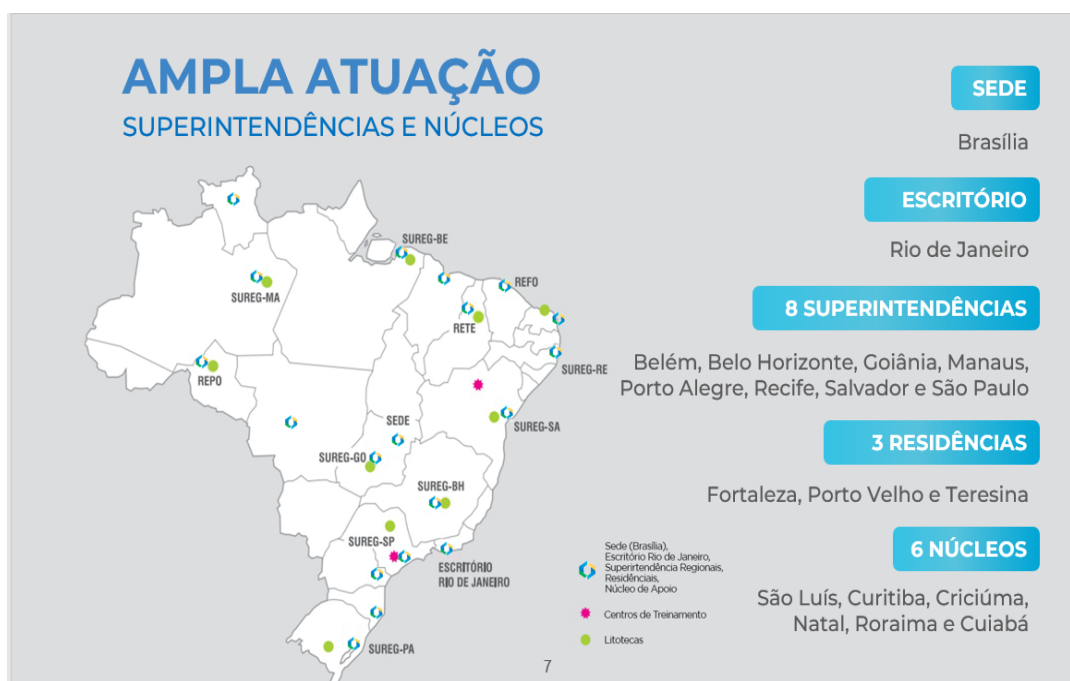 AMPLA ATUAÇÃO
SUPERINTENDÊNCIAS E NÚCLEOS
SEDE
Brasília
ESCRITÓRIO
Rio de Janeiro
8 SUPERINTENDÊNCIAS
Belém, Belo Horizonte, Goiânia, Manaus,
Porto Alegre, Recife, Salvador e São Paulo
3 RESIDÊNCIAS
Fortaleza, Porto Velho e Teresina
6 NÚCLEOS
São Luís, Curitiba, Criciúma,
Natal, Roraima e Cuiabá
SUREG-BE
SUREG-MA
REFO
RETE
REPO
SUREG-RE
SEDE
SUREG-SA
SUREG-GO
SUREG-BH
SUREG-SP
ESCRITÓRIO
RIO DE JANEIRO
SUREG-PA
Sede (Brasília),
Escritório Rio de Janeiro,
Supertendência Regionais,
Residênciais,
Núcleo de Apoio
Centros de Treinamento
Litotecas
7